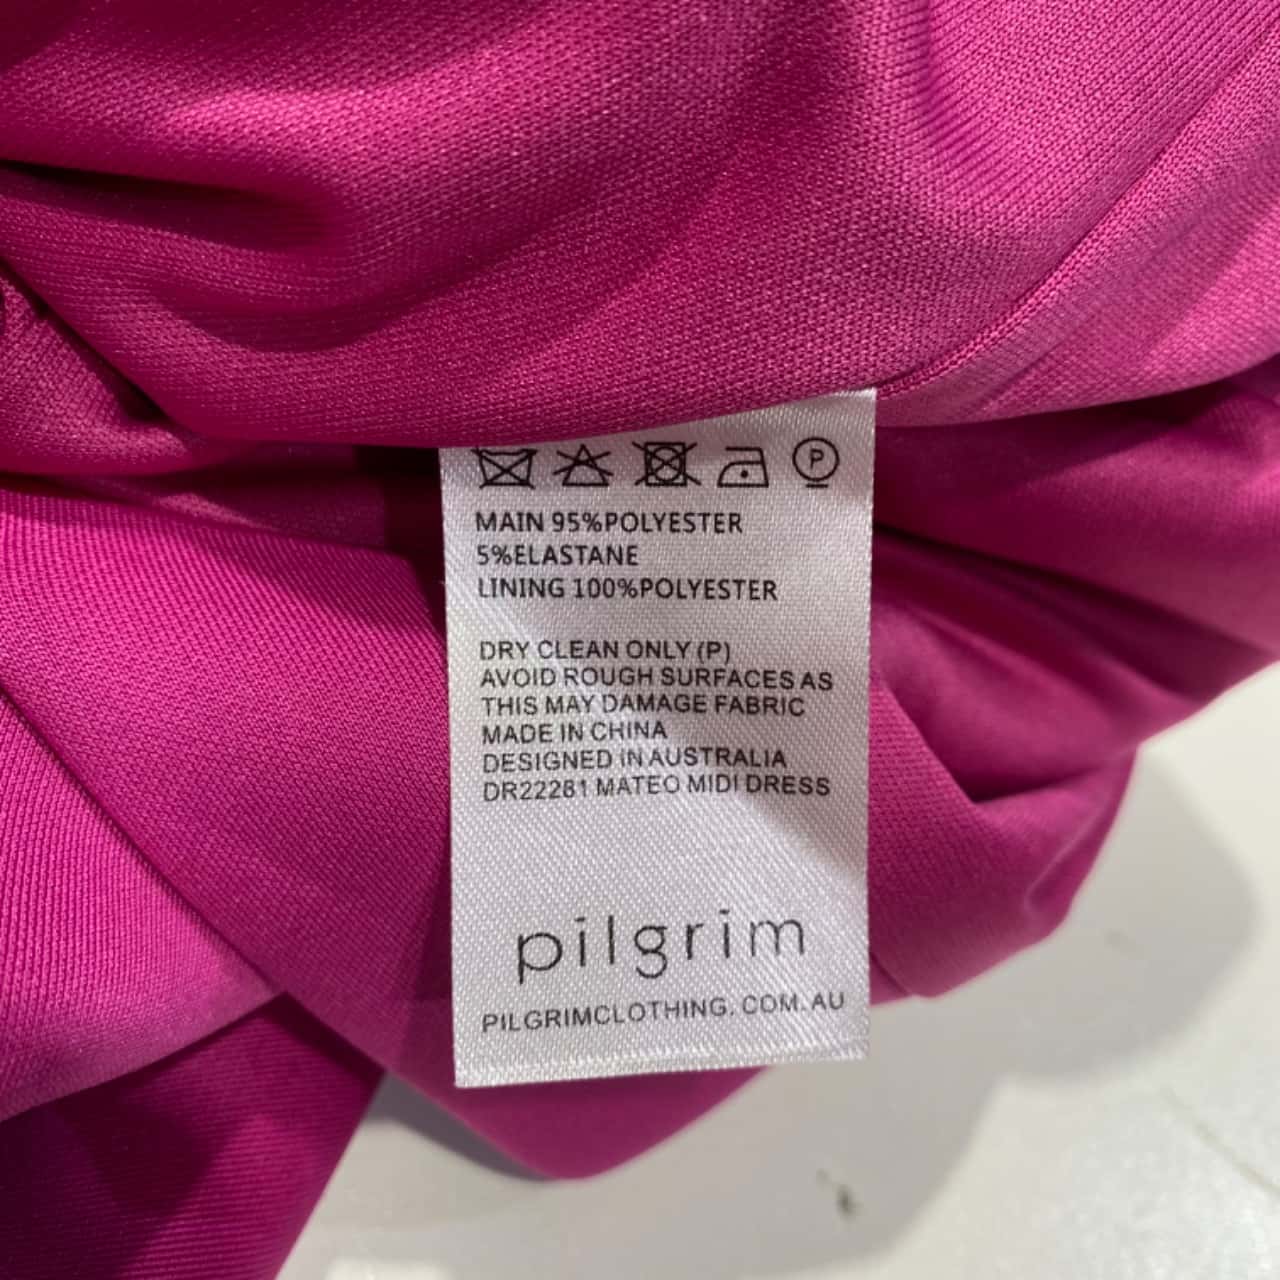 P
MAIN 95%POLYESTER
5%ELASTANE
LINING 100%POLYESTER
DRY CLEAN ONLY (P)
AVOID ROUGH SURFACES AS
THIS MAY DAMAGE FABRIC
MADE IN CHINA
DESIGNED IN AUSTRALIA
DR22281 MATEO MIDI DRESS
pilgrim
PILGRIMCLOTHING.COM.AU